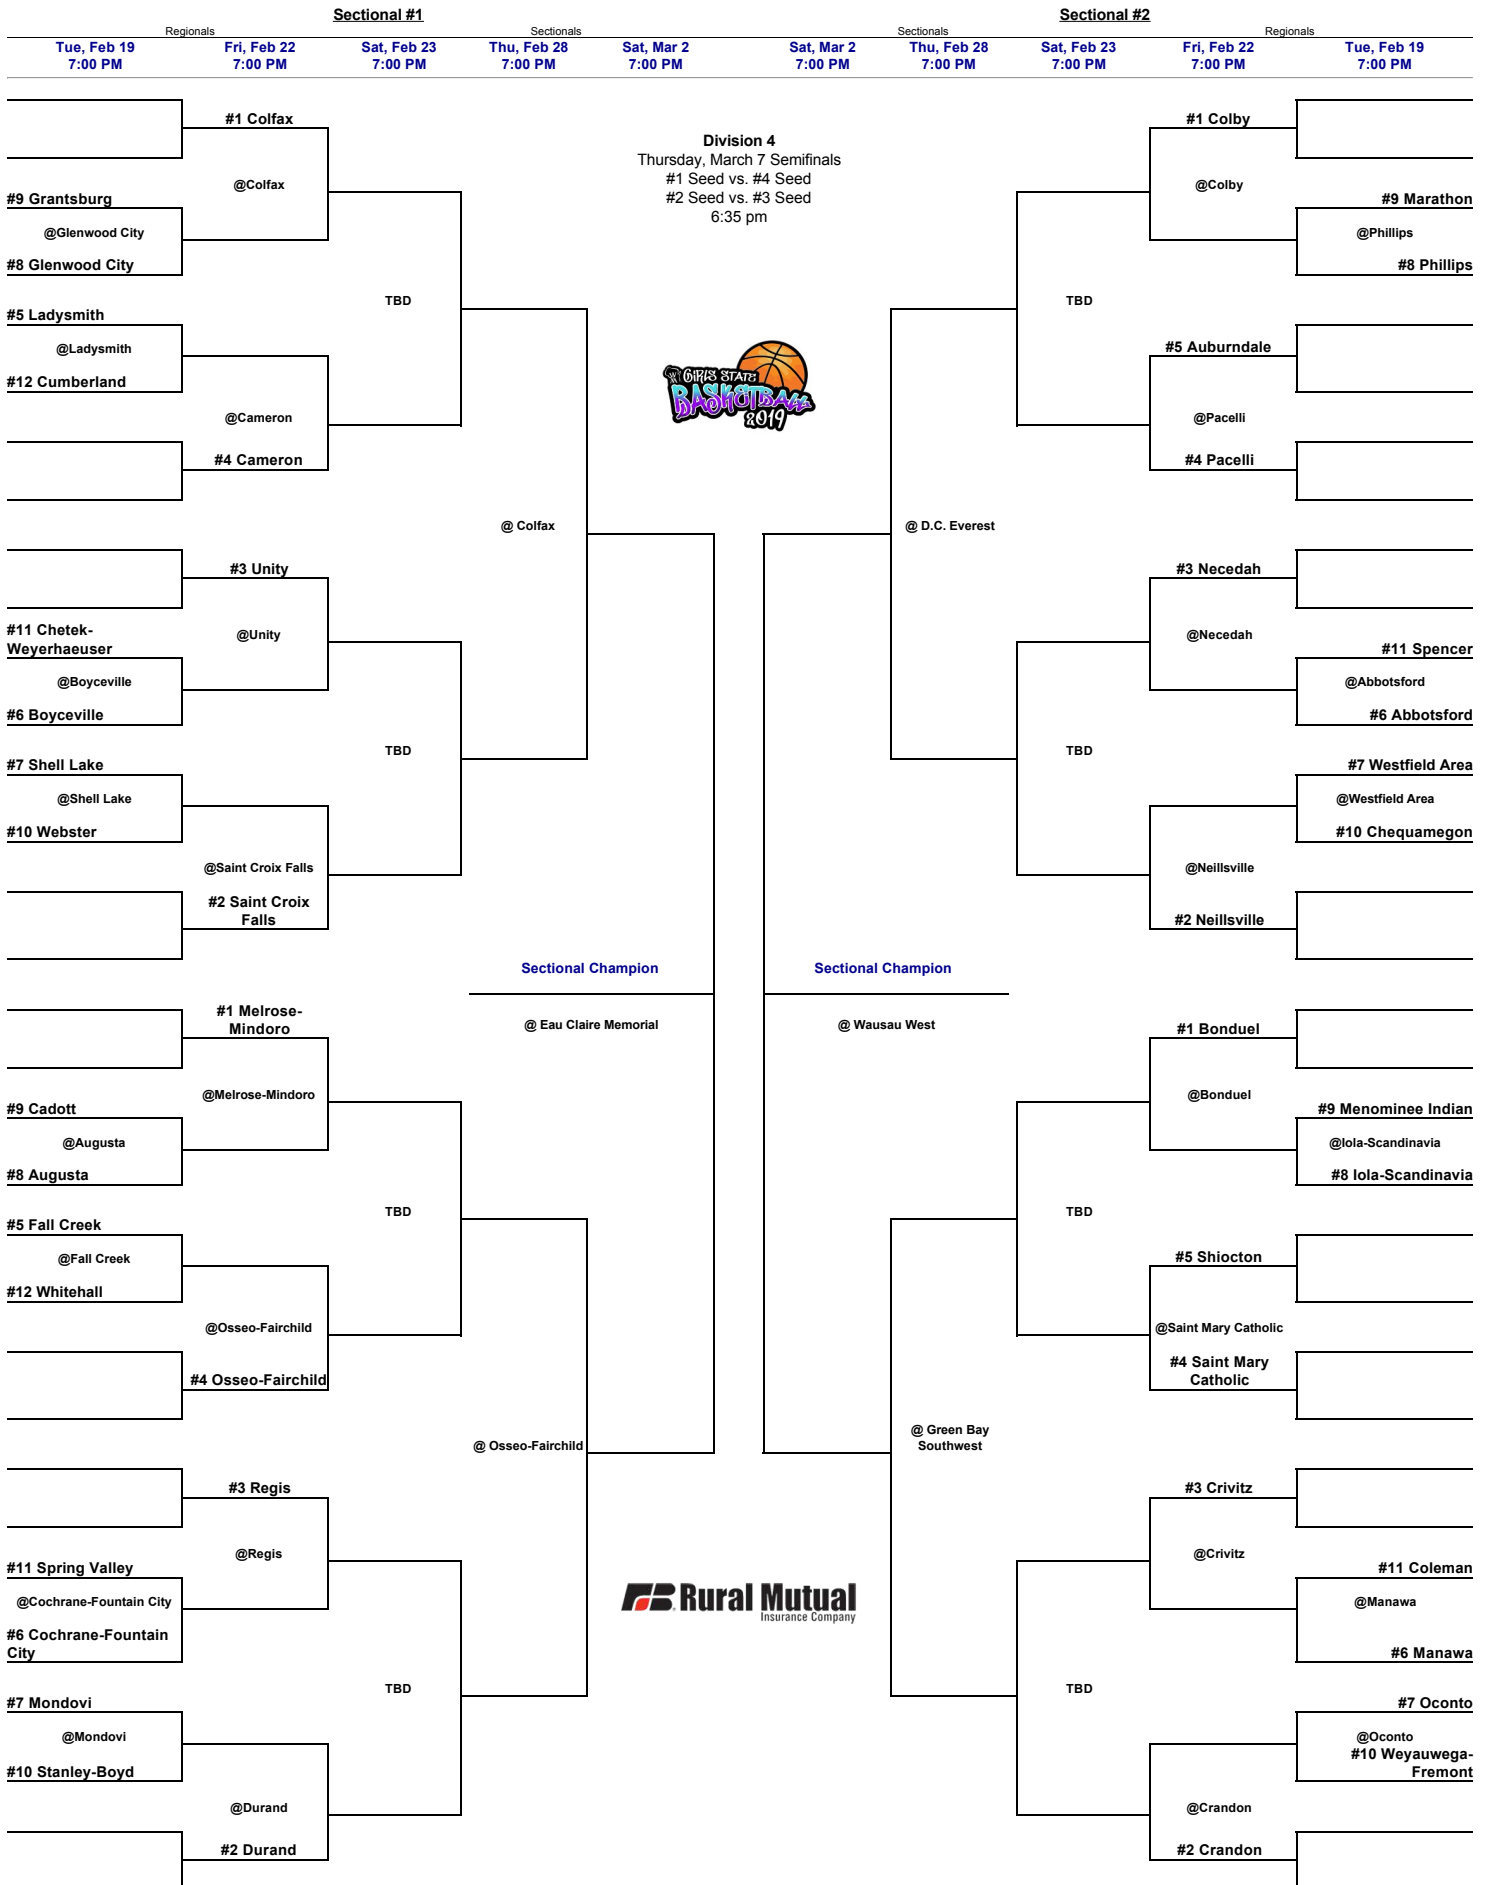 Sectional #1
Sectional #2
Regionals
Sectionals
Sectionals
Regionals
Tue, Feb 19
7:00 PM
Fri, Feb 22
7:00 PM
Sat, Feb 23
7:00 PM
Thu, Feb 28
7:00 PM
Sat, Mar 2
7:00 PM
Sat, Mar 2
7:00 PM
Thu, Feb 28
7:00 PM
Sat, Feb 23
7:00 PM
Fri, Feb 22
7:00 PM
Tue, Feb 19
7:00 PM
#1 Colfax
@Colfax
#9 Grantsburg
@Glenwood City
#8 Glenwood City
TBD
#5 Ladysmith
@Ladysmith
#12 Cumberland
@Cameron
#4 Cameron
@ Colfax
#3 Unity
@Unity
#11 Chetek-
Weyerhaeuser
@Boyceville
#6 Boyceville
TBD
#7 Shell Lake
@Shell Lake
#10 Webster
@Saint Croix Falls
#2 Saint Croix
Falls
Sectional Champion
@ Eau Claire Memorial
#1 Melrose-
Mindoro
@Melrose-Mindoro
#9 Cadott
@Augusta
#8 Augusta
TBD
#5 Fall Creek
@Fall Creek
#12 Whitehall
@Osseo-Fairchild
#4 Osseo-Fairchild
@ Osseo-Fairchild
#3 Regis
@Regis
#11 Spring Valley
@Cochrane-Fountain City
#6 Cochrane-Fountain
City
TBD
#7 Mondovi
@Mondovi
#10 Stanley-Boyd
@Durand
#2 Durand
Division 4
Thursday, March 7 Semifinals
#1 Seed vs. #4 Seed
#2 Seed vs. #3 Seed
6:35 pm
GIRLS STATE
BASKETBALL
2019
Rural Mutual
Insurance Company
#1 Colby
@Colby
#9 Marathon
@Phillips
#8 Phillips
TBD
#5 Auburndale
@Pacelli
#4 Pacelli
@ D.C. Everest
#3 Necedah
@Necedah
#11 Spencer
@Abbotsford
#6 Abbotsford
TBD
#7 Westfield Area
@Westfield Area
#10 Chequamegon
@Neillsville
#2 Neillsville
Sectional Champion
@ Wausau West
#1 Bonduel
@Bonduel
#9 Menominee Indian
@Iola-Scandinavia
#8 Iola-Scandinavia
TBD
#5 Shiocton
@Saint Mary Catholic
#4 Saint Mary
Catholic
@ Green Bay
Southwest
#3 Crivitz
@Crivitz
#11 Coleman
@Manawa
#6 Manawa
TBD
#7 Oconto
@Oconto
#10 Weyauwega-
Fremont
@Crandon
#2 Crandon